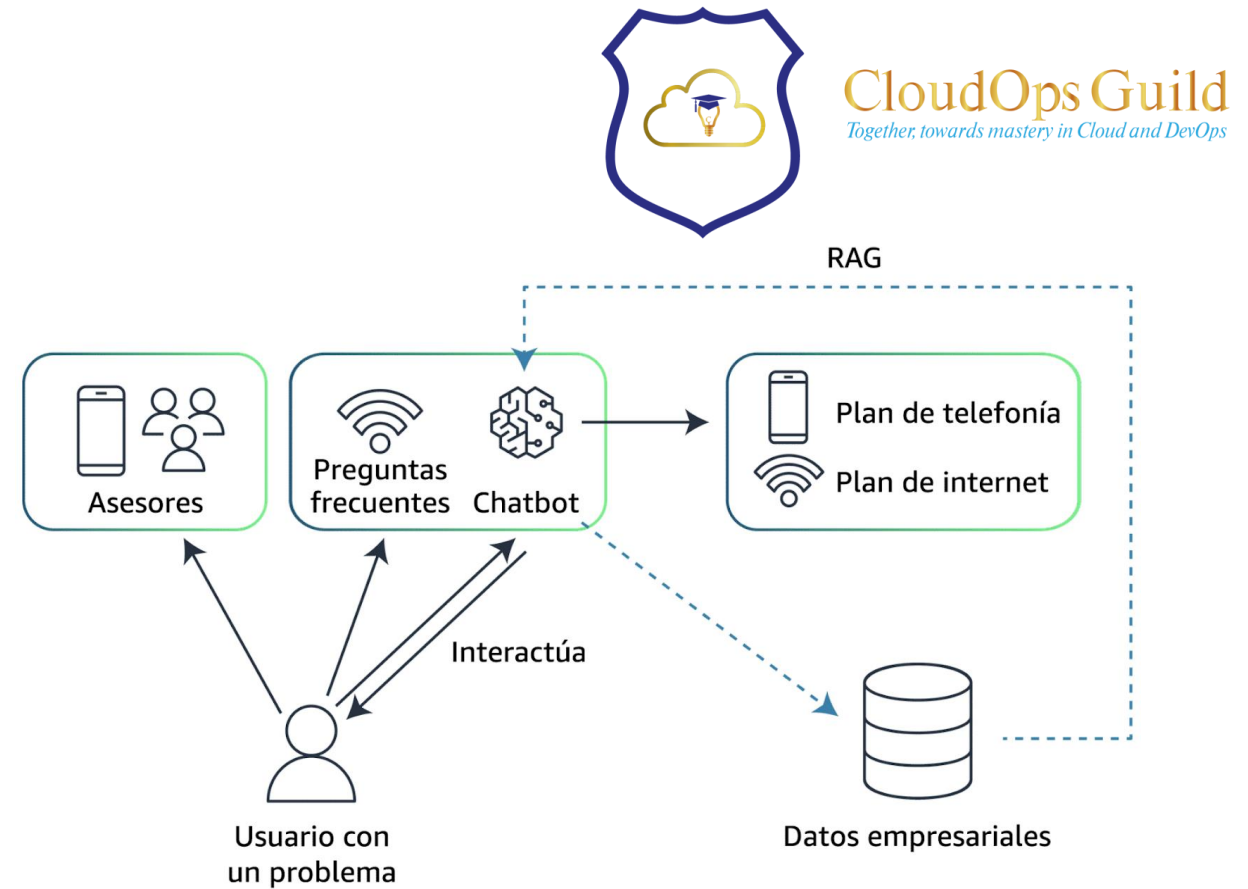 CloudOps Guild
Together, towards mastery in Cloud and DevOps
RAG
Asesores
Preguntas
frecuentes
Chatbot
Plan de telefonía
Plan de internet
Interactúa
Usuario con
un problema
Datos empresariales